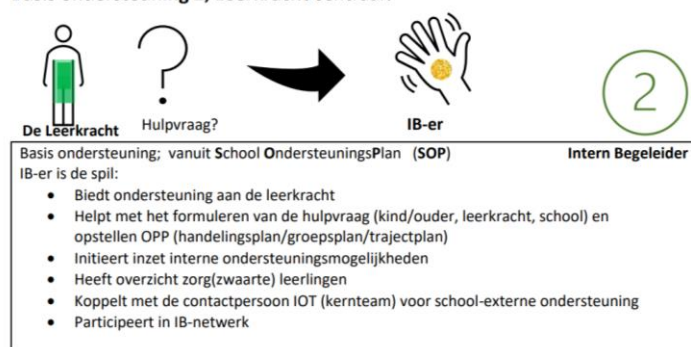 2
De Leerkracht
Hulpvraag?
IB-er
Basis ondersteuning; vanuit School OndersteuningsPlan (SOP)
Intern Begeleider
IB-er is de spil:
• Biedt ondersteuning aan de leerkracht
• Helpt met het formuleren van de hulpvraag (kind/ouder, leerkracht, school) en
opstellen OPP (handelingsplan/groepsplan/trajectplan)
• Initieert inzet interne ondersteuningsmogelijkheden
• Heeft overzicht zorg(zwaarte) leerlingen
• Koppelt met de contactpersoon IOT (kernteam) voor school-externe ondersteuning
• Participeert in IB-netwerk